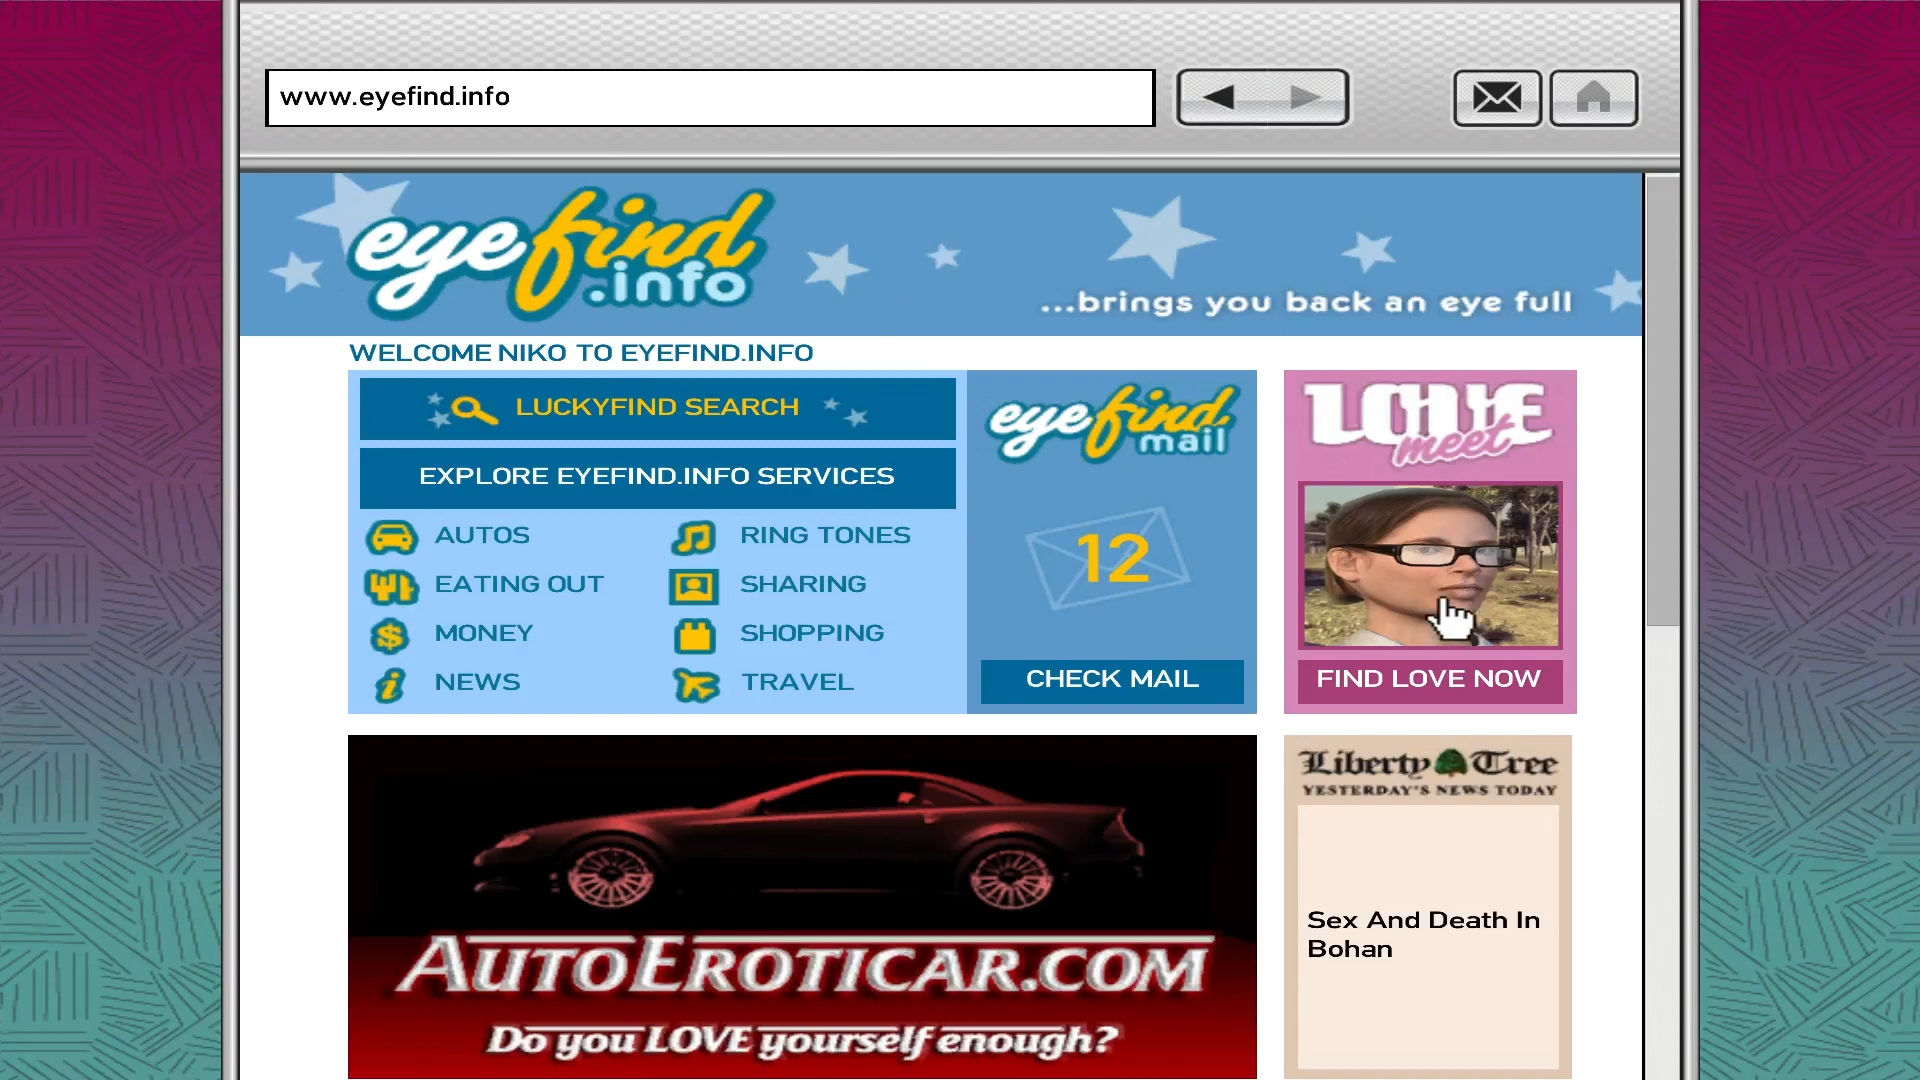 www.eyefind.info
eyefind
.info
...brings you back an eye full
WELCOME NIKO TO EYEFIND.INFO
LUCKYFIND SEARCH
EXPLORE EYEFIND.INFO SERVICES
AUTOS
EATING OUT
MONEY
NEWS
RING TONES
SHARING
SHOPPING
TRAVEL
eyefind
mail
12
CHECK MAIL
LOVE
meet
FIND LOVE NOW
AUTOEROTICAR.COM
Do you LOVE yourself enough?
Liberty Tree
YESTERDAY'S NEWS TODAY
Sex And Death In
Bohan